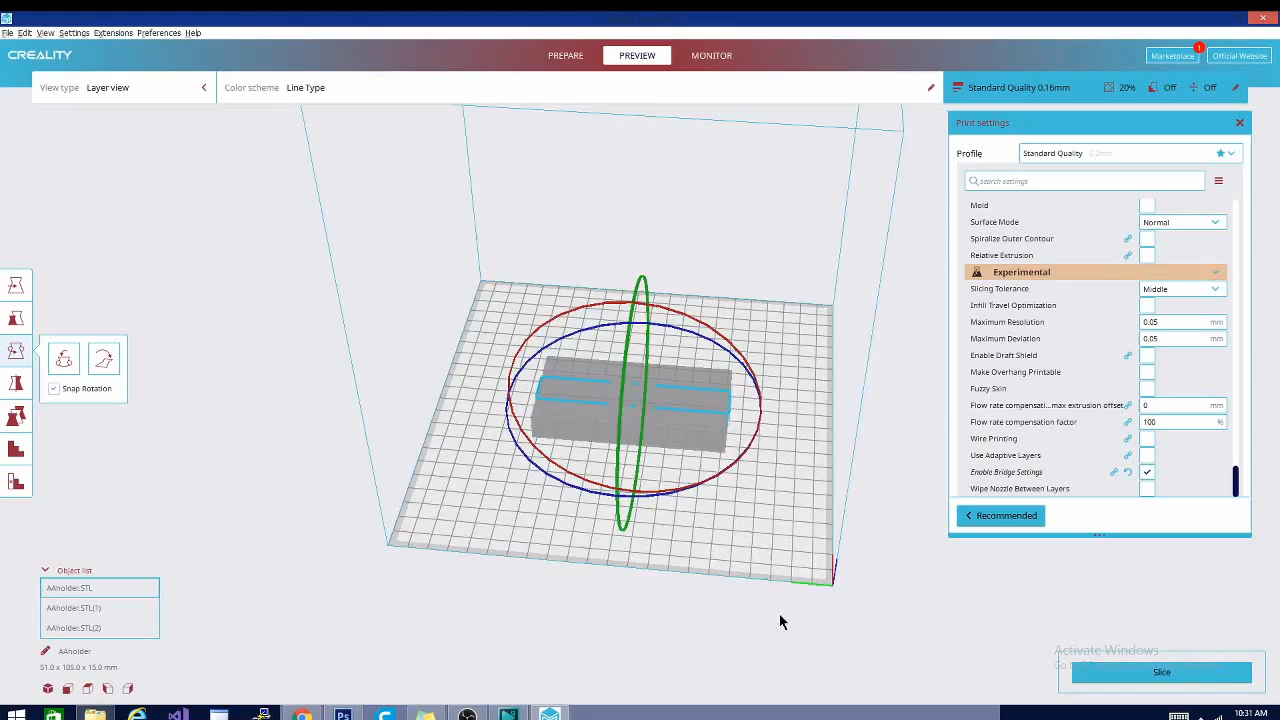 File Edit View Settings Extensions Preferences Help
CREALITY
PREPARE PREVIEW MONITOR
Marketplace 1 Official Website
View type Layer view
Color scheme Line Type
Standard Quality 0.16mm 20% Off Off
Print settings
Profile Standard Quality 0.2mm
search settings
Mold
Surface Mode Normal
Spiralize Outer Contour
Relative Extrusion
Experimental
Slicing Tolerance Middle
Infill Travel Optimization
Maximum Resolution 0.05 mm
Maximum Deviation 0.05 mm
Enable Draft Shield
Make Overhang Printable
Fuzzy Skin
Flow rate compensati...max extrusion offset 0 mm
Flow rate compensation factor 100 %
Wire Printing
Use Adaptive Layers
Enable Bridge Settings
Wipe Nozzle Between Layers
Recommended
Snap Rotation
Object list
AAholder.STL
AAholder.STL(1)
AAholder.STL(2)
AAholder
51.0 x 105.0 x 15.0 mm
Activate Windows
Slice
10:31 AM